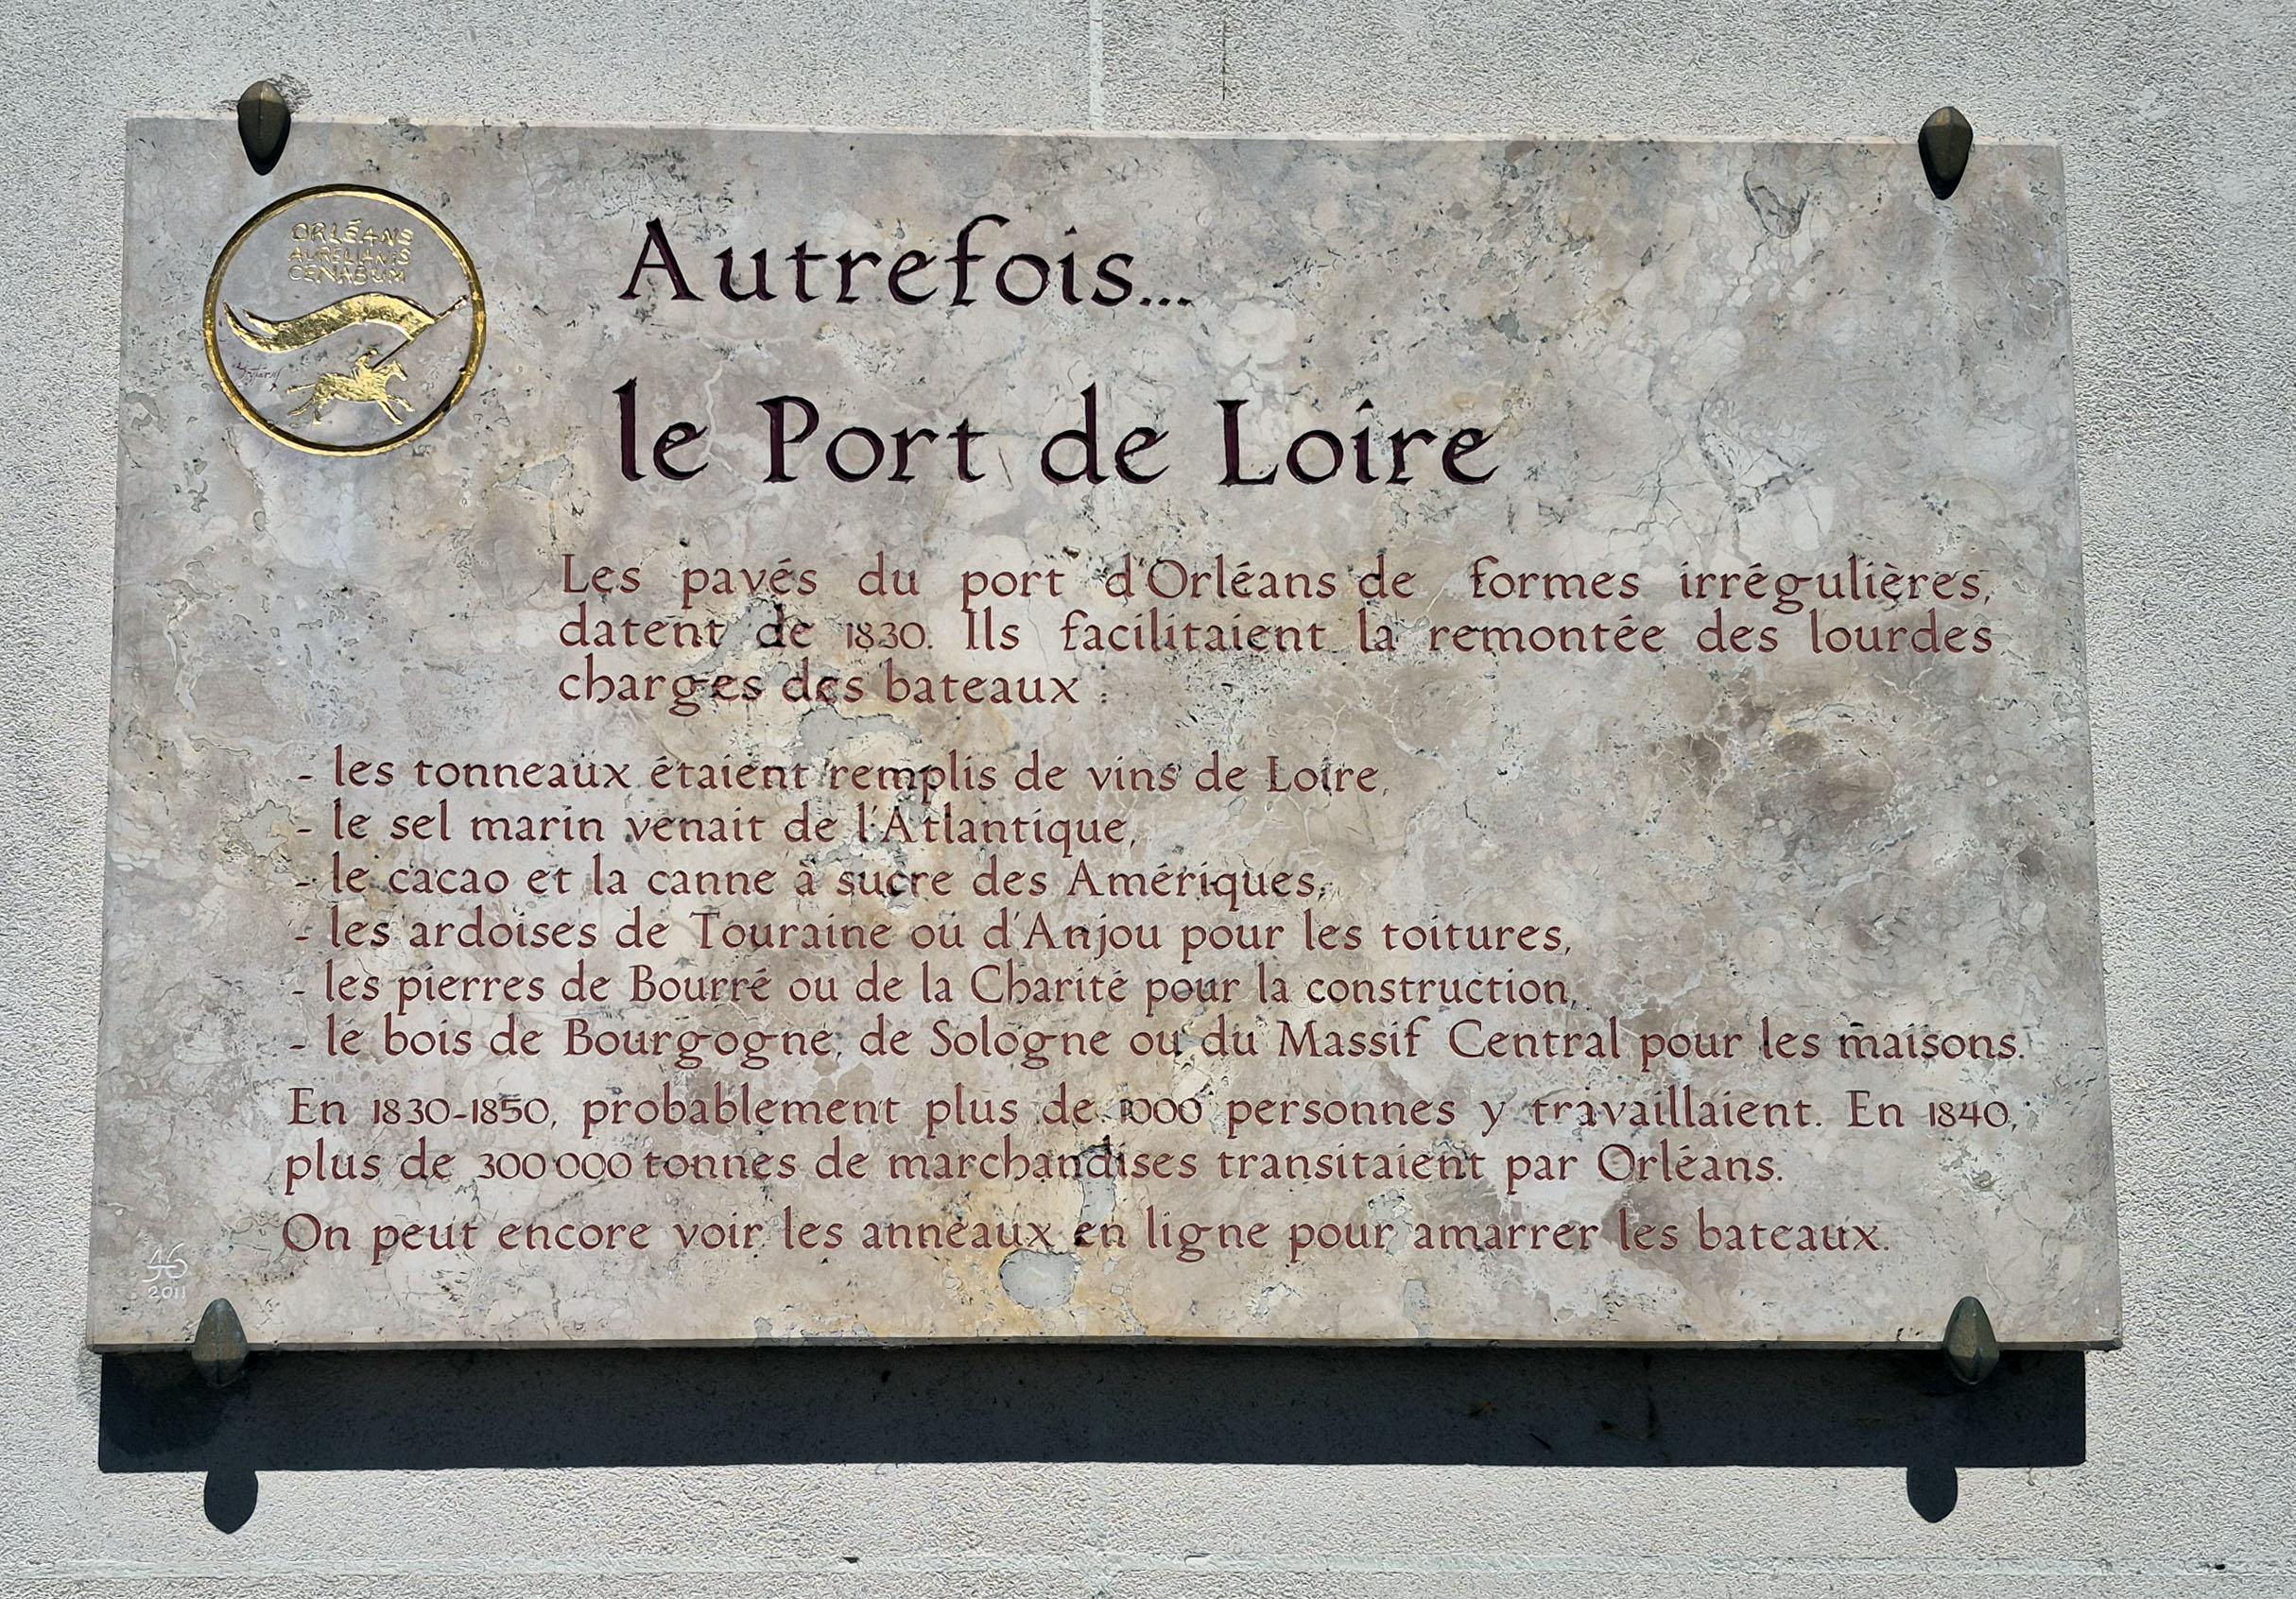 ORLÉANS
AURELIANIS
CENABUM
Autrefois...
le Port de Loire
Les pavés du port d'Orléans de formes irrégulières,
datent de 1830. Ils facilitaient la remontée des lourdes
charges des bateaux :
- les tonneaux étaient remplis de vins de Loire,
- le sel marin venait de l'Atlantique,
- le cacao et la canne à sucre des Amériques,
- les ardoises de Touraine ou d'Anjou pour les toitures,
- les pierres de Bourré ou de la Charité pour la construction,
- le bois de Bourgogne, de Sologne ou du Massif Central pour les maisons.
En 1830-1850, probablement plus de 1000 personnes y travaillaient. En 1840,
plus de 300 000 tonnes de marchandises transitaient par Orléans.
On peut encore voir les anneaux en ligne pour amarrer les bateaux.
2011